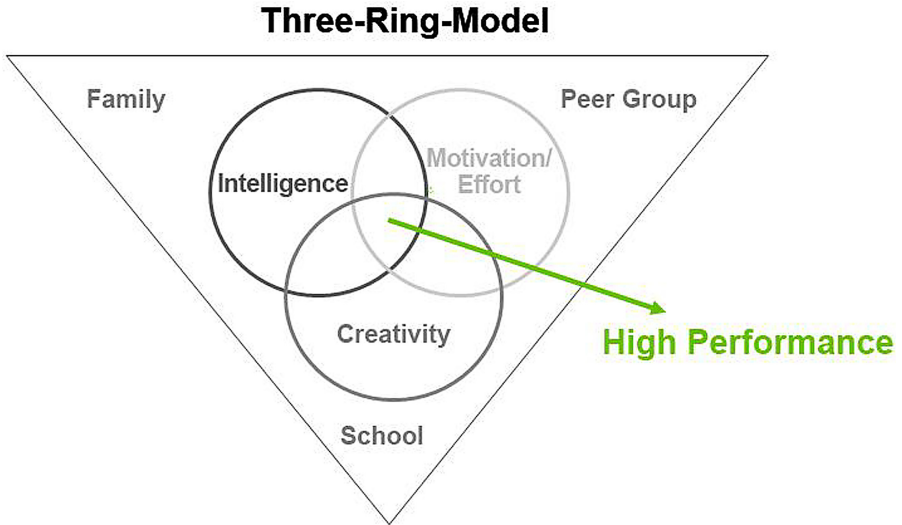 Three-Ring-Model
Family
Peer Group
Intelligence
Motivation/
Effort
Creativity
High Performance
School